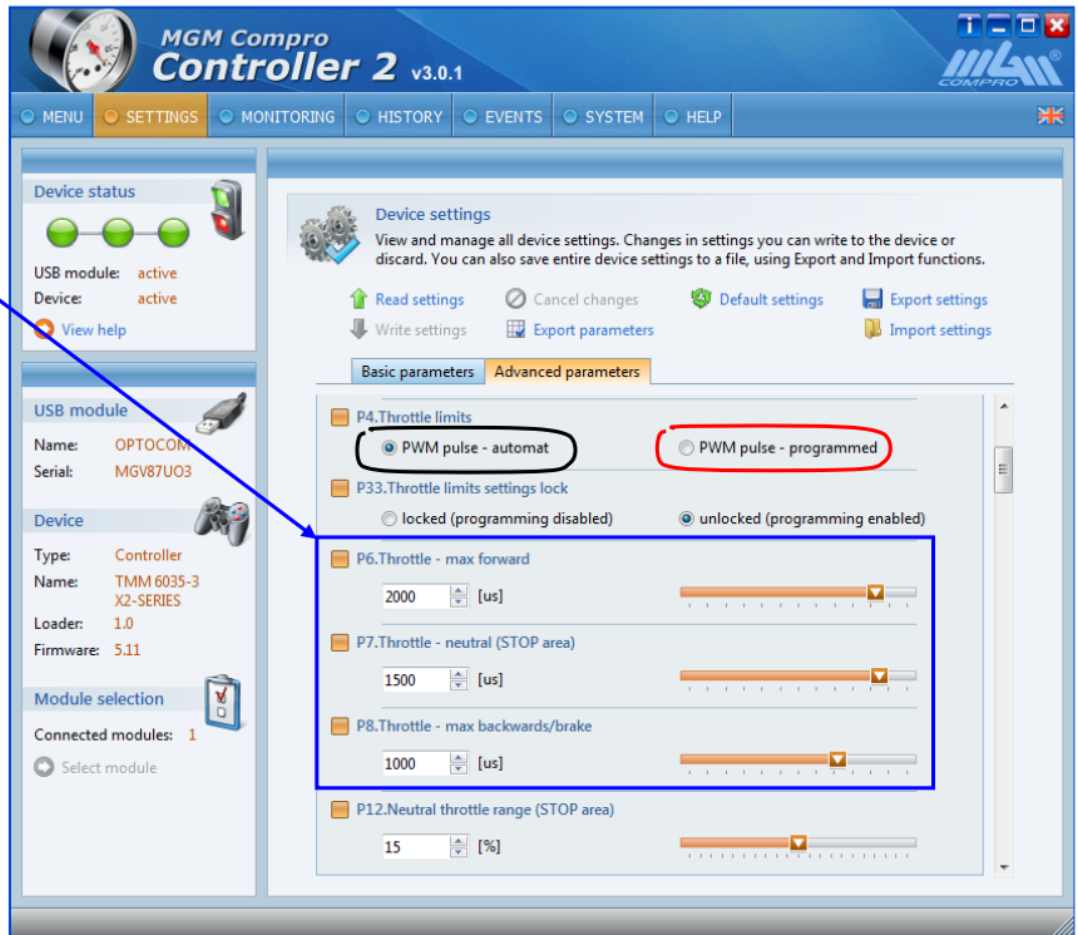 MGM Compro
Controller 2 v3.0.1
MGM
COMPRO ®
MENU SETTINGS MONITORING HISTORY EVENTS SYSTEM HELP
Device status
USB module: active
Device: active
View help
USB module
Name: OPTOCOM
Serial: MGV87UO3
Device
Type: Controller
Name: TMM 6035-3
X2-SERIES
Loader: 1.0
Firmware: 5.11
Module selection
Connected modules: 1
Select module
Device settings
View and manage all device settings. Changes in settings you can write to the device or
discard. You can also save entire device settings to a file, using Export and Import functions.
Read settings Cancel changes Default settings Export settings
Write settings Export parameters Import settings
Basic parameters Advanced parameters
P4.Throttle limits
PWM pulse - automat PWM pulse - programmed
P33.Throttle limits settings lock
locked (programming disabled) unlocked (programming enabled)
P6.Throttle - max forward
2000 [us]
P7.Throttle - neutral (STOP area)
1500 [us]
P8.Throttle - max backwards/brake
1000 [us]
P12.Neutral throttle range (STOP area)
15 [%]